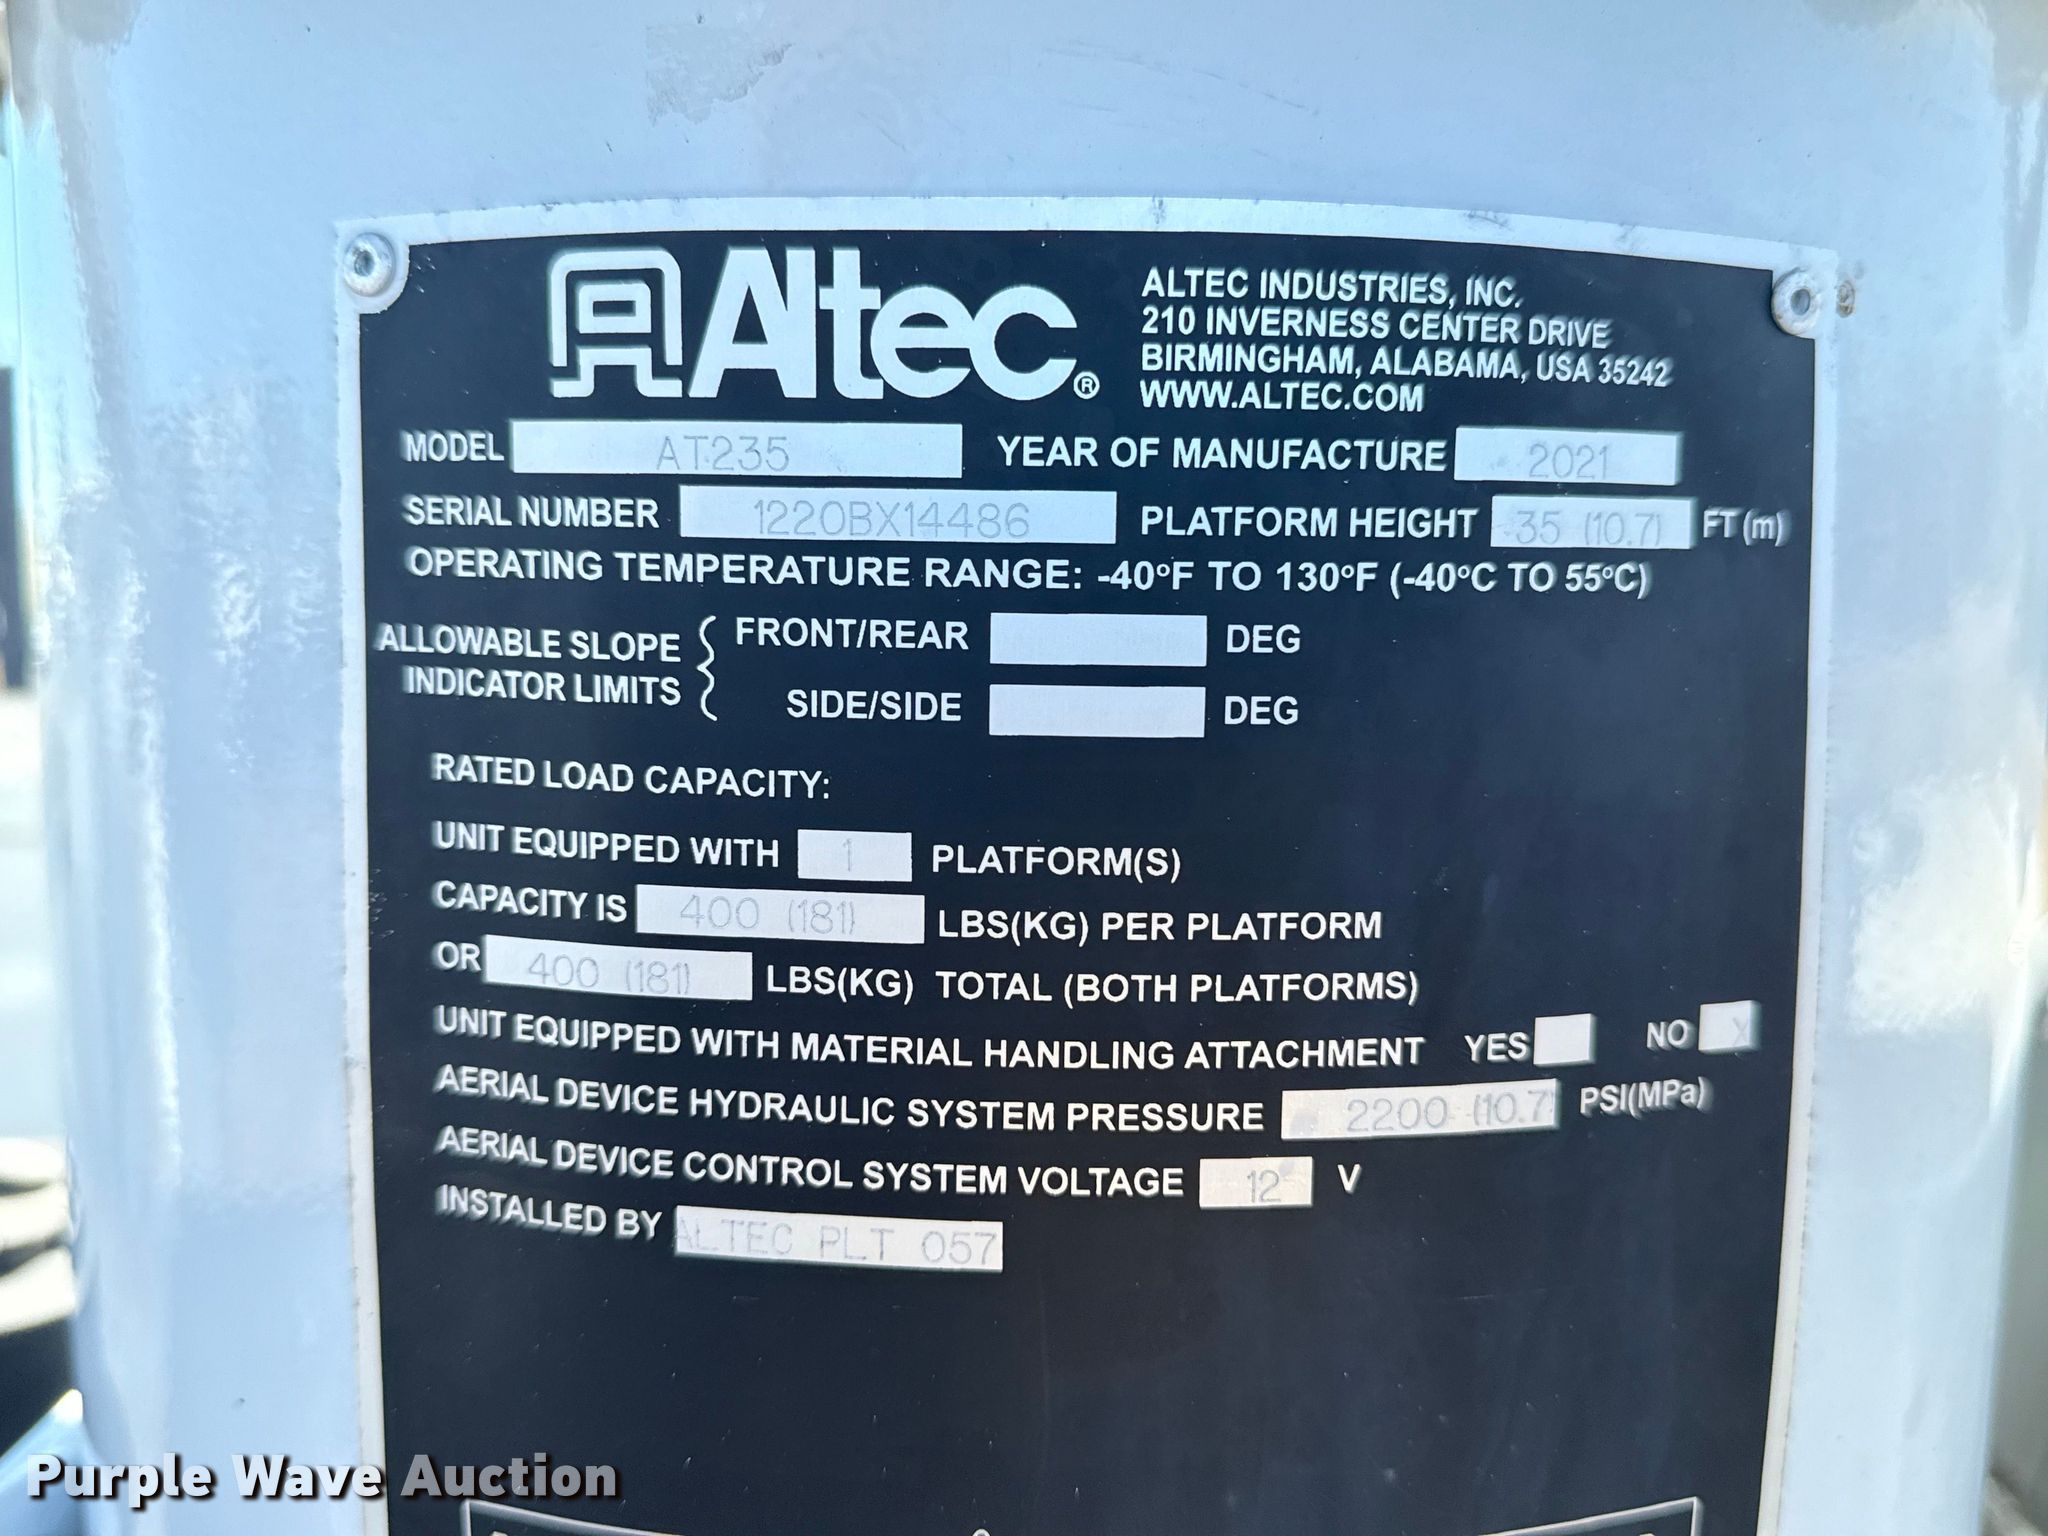 Altec®
ALTEC INDUSTRIES, INC.
210 INVERNESS CENTER DRIVE
BIRMINGHAM, ALABAMA, USA 35242
WWW.ALTEC.COM
MODEL AT235 YEAR OF MANUFACTURE 2021
SERIAL NUMBER 1220BX14486 PLATFORM HEIGHT 35 (10.7) FT (m)
OPERATING TEMPERATURE RANGE: -40ºF TO 130ºF (-40ºC TO 55ºC)
ALLOWABLE SLOPE INDICATOR LIMITS { FRONT/REAR DEG
SIDE/SIDE DEG
RATED LOAD CAPACITY:
UNIT EQUIPPED WITH 1 PLATFORM(S)
CAPACITY IS 400 (181) LBS(KG) PER PLATFORM
OR 400 (181) LBS(KG) TOTAL (BOTH PLATFORMS)
UNIT EQUIPPED WITH MATERIAL HANDLING ATTACHMENT YES NO X
AERIAL DEVICE HYDRAULIC SYSTEM PRESSURE 2200 (10.7 PSI(MPa)
AERIAL DEVICE CONTROL SYSTEM VOLTAGE 12 V
INSTALLED BY ALTEC PLT 057
Purple Wave Auction